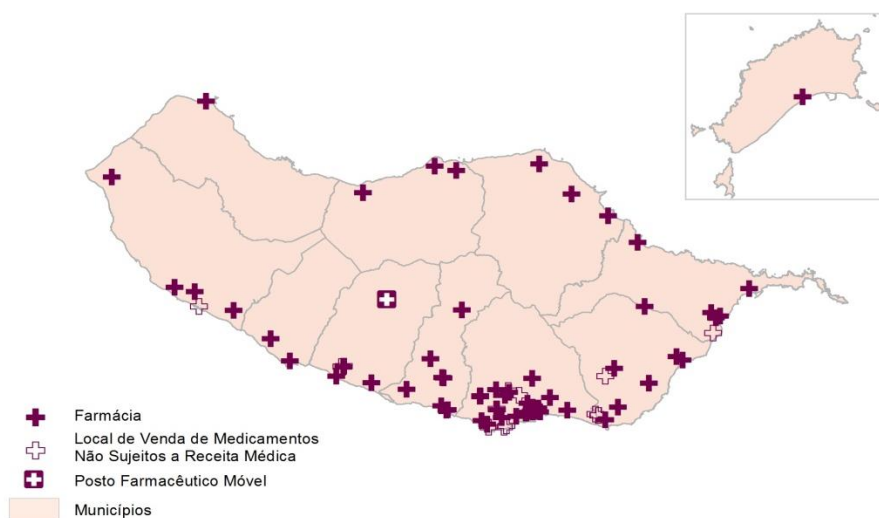 Farmácia
Local de Venda de Medicamentos
Não Sujeitos a Receita Médica
Posto Farmacêutico Móvel
Municípios